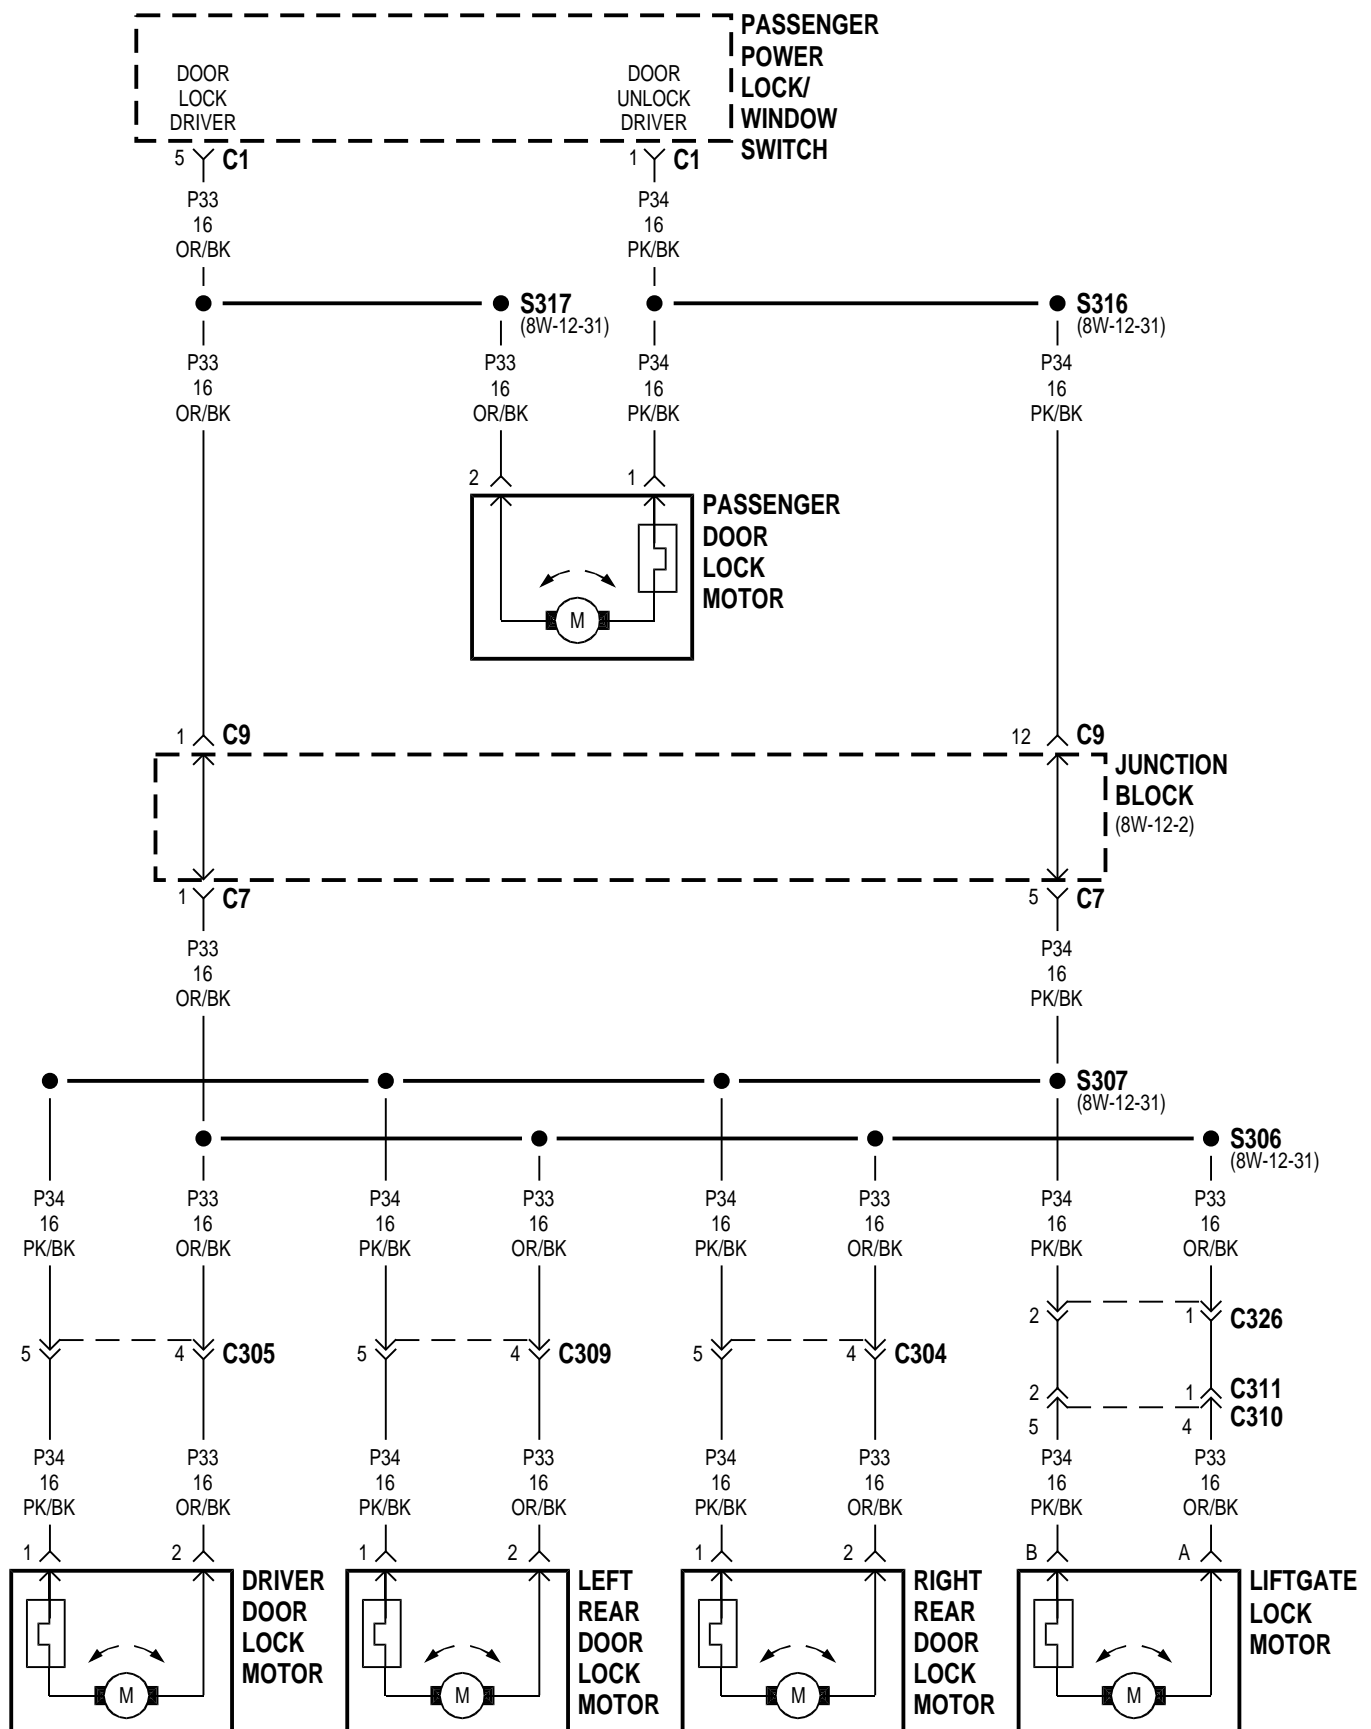 PASSENGER
POWER
LOCK/
WINDOW
SWITCH
DOOR
LOCK
DRIVER
DOOR
UNLOCK
DRIVER
5 C1
1 C1
P33
16
OR/BK
P34
16
PK/BK
S317
(8W-12-31)
S316
(8W-12-31)
P33
16
OR/BK
P33
16
OR/BK
P34
16
PK/BK
P34
16
PK/BK
2
1
PASSENGER
DOOR
LOCK
MOTOR
M
1 C9
12 C9
JUNCTION
BLOCK
(8W-12-2)
1 C7
5 C7
P33
16
OR/BK
P34
16
PK/BK
S307
(8W-12-31)
S306
(8W-12-31)
P34
16
PK/BK
P33
16
OR/BK
P34
16
PK/BK
P33
16
OR/BK
P34
16
PK/BK
P33
16
OR/BK
P34
16
PK/BK
P33
16
OR/BK
5 4 C305
5 4 C309
5 4 C304
2 1 C326
2 1 C311
5 4 C310
P34
16
PK/BK
P33
16
OR/BK
P34
16
PK/BK
P33
16
OR/BK
P34
16
PK/BK
P33
16
OR/BK
P34
16
PK/BK
P33
16
OR/BK
1 2
1 2
1 2
B A
DRIVER
DOOR
LOCK
MOTOR
M
LEFT
REAR
DOOR
LOCK
MOTOR
M
RIGHT
REAR
DOOR
LOCK
MOTOR
M
LIFTGATE
LOCK
MOTOR
M